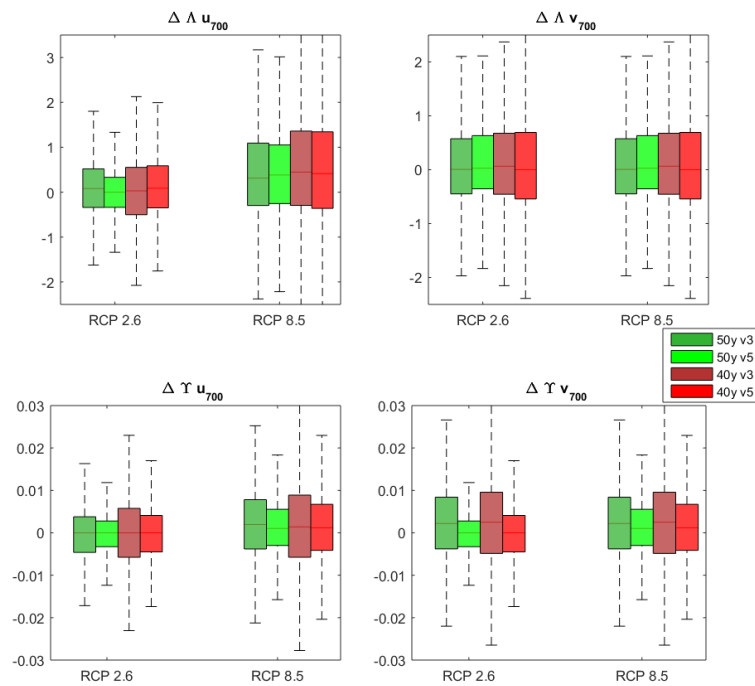 Δ Λ u700
3
2
1
0
-1
-2
RCP 2.6 RCP 8.5
Δ Λ v700
2
1
0
-1
-2
RCP 2.6 RCP 8.5
50y v3
50y v5
40y v3
40y v5
Δ ϒ u700
0.03
0.02
0.01
0
-0.01
-0.02
-0.03
RCP 2.6 RCP 8.5
Δ ϒ v700
0.03
0.02
0.01
0
-0.01
-0.02
-0.03
RCP 2.6 RCP 8.5